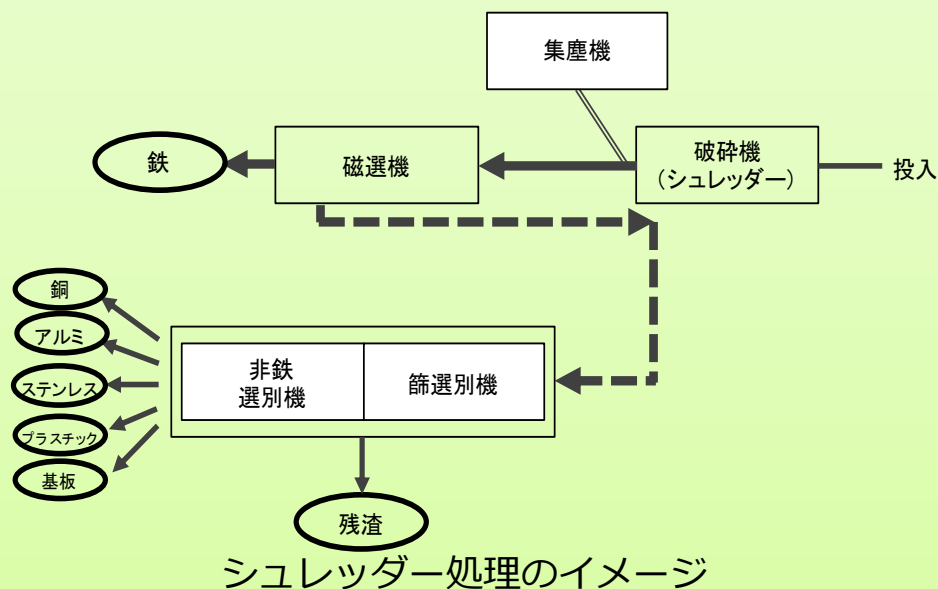 集塵機
鉄
磁選機
破砕機
（シュレッダー）
投入
銅
アルミ
ステンレス
プラスチック
基板
非鉄
選別機
篩選別機
残渣
シュレッダー処理のイメージ